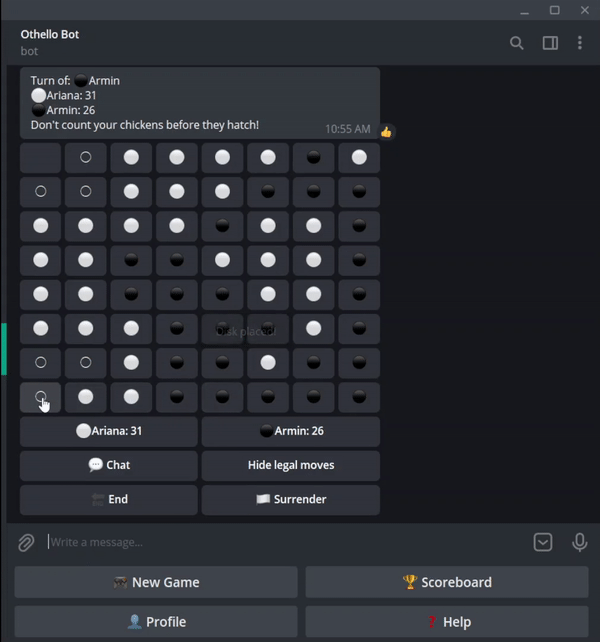 Othello Bot
bot
Turn of: Armin
Ariana: 31
Armin: 26
Don't count your chickens before they hatch!
10:55 AM
Disk placed!
Ariana: 31
Armin: 26
Chat
Hide legal moves
End
Surrender
Write a message...
New Game
Scoreboard
Profile
Help